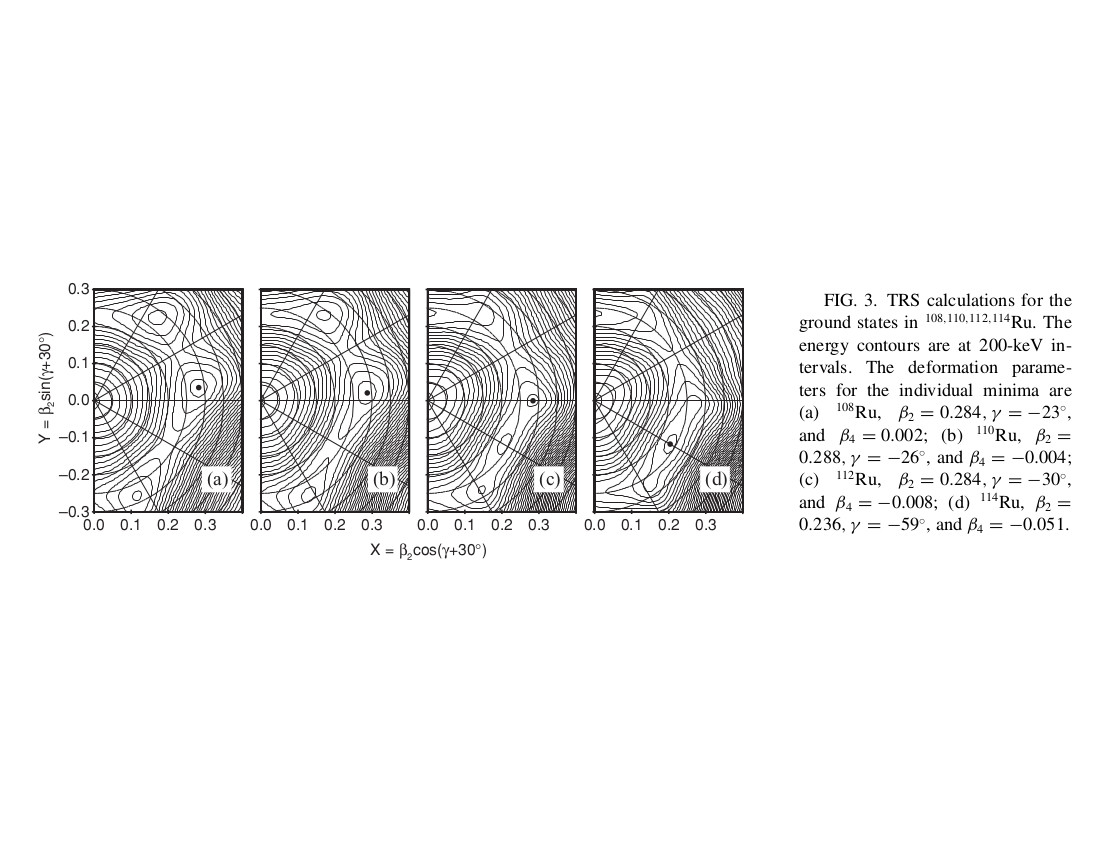 0.3
0.2
0.1
0.0
−0.1
−0.2
−0.3
Y = β₂sin(γ+30°)
(a)
(b)
(c)
(d)
0.0 0.1 0.2 0.3
0.0 0.1 0.2 0.3
0.0 0.1 0.2 0.3
0.0 0.1 0.2 0.3
X = β₂cos(γ+30°)
FIG. 3. TRS calculations for the
ground states in ¹⁰⁸,¹¹⁰,¹¹²,¹¹⁴Ru. The
energy contours are at 200-keV in-
tervals. The deformation parame-
ters for the individual minima are
(a) ¹⁰⁸Ru, β₂ = 0.284, γ = −23°,
and β₄ = 0.002; (b) ¹¹⁰Ru, β₂ =
0.288, γ = −26°, and β₄ = −0.004;
(c) ¹¹²Ru, β₂ = 0.284, γ = −30°,
and β₄ = −0.008; (d) ¹¹⁴Ru, β₂ =
0.236, γ = −59°, and β₄ = −0.051.